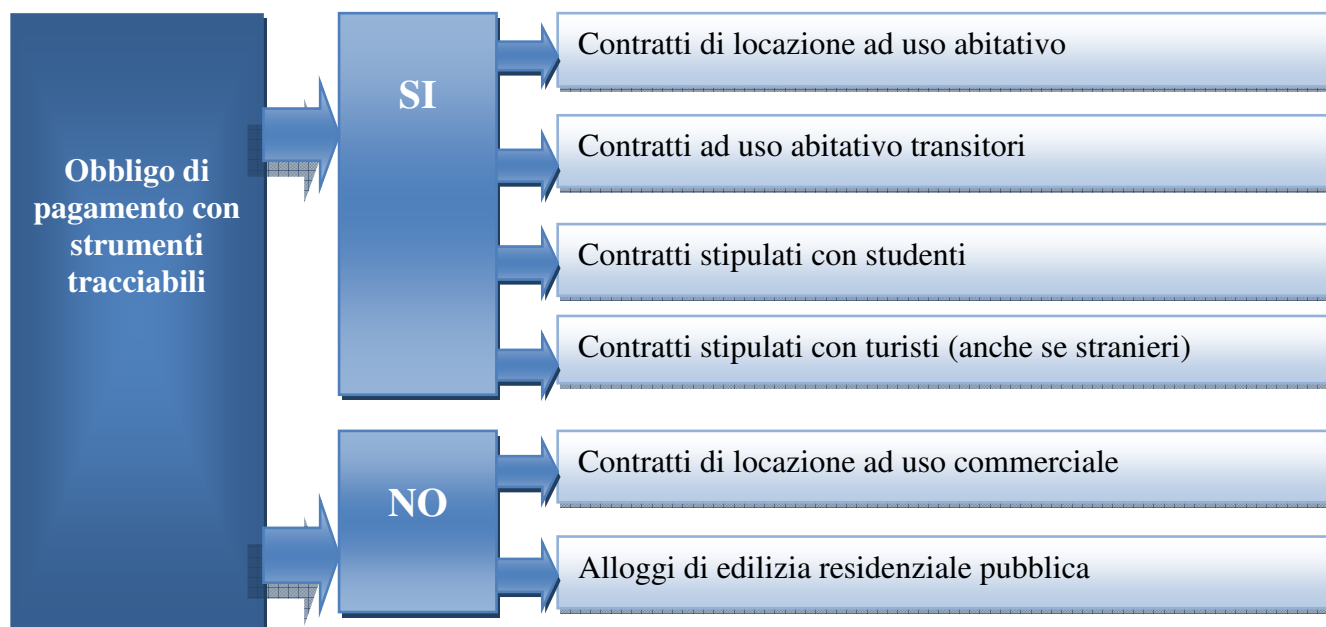 Obbligo di
pagamento con
strumenti
tracciabili
SI
Contratti di locazione ad uso abitativo
Contratti ad uso abitativo transitori
Contratti stipulati con studenti
Contratti stipulati con turisti (anche se stranieri)
NO
Contratti di locazione ad uso commerciale
Alloggi di edilizia residenziale pubblica